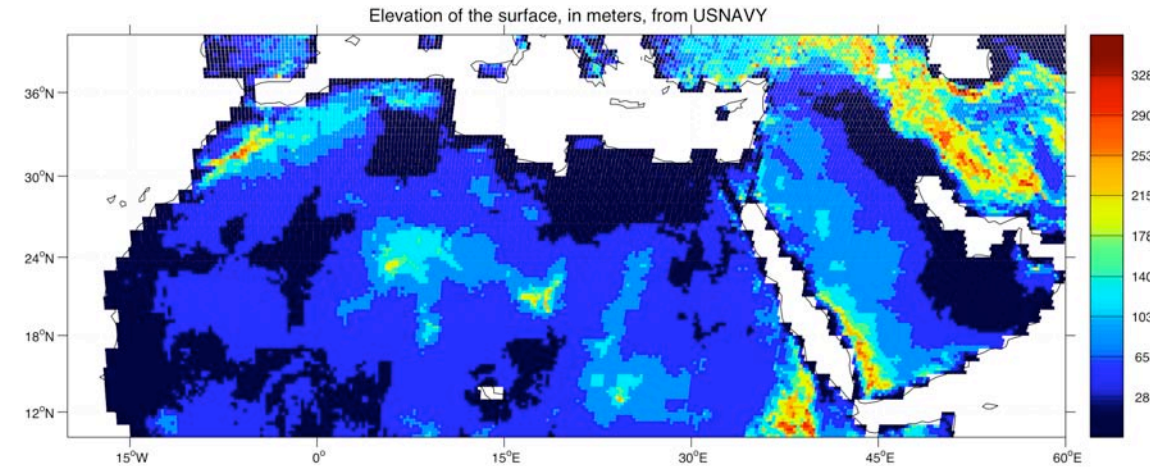 Elevation of the surface, in meters, from USNAVY
36°N
30°N
24°N
18°N
12°N
15°W
0°
15°E
30°E
45°E
60°E
328
290
253
215
178
140
103
65
28